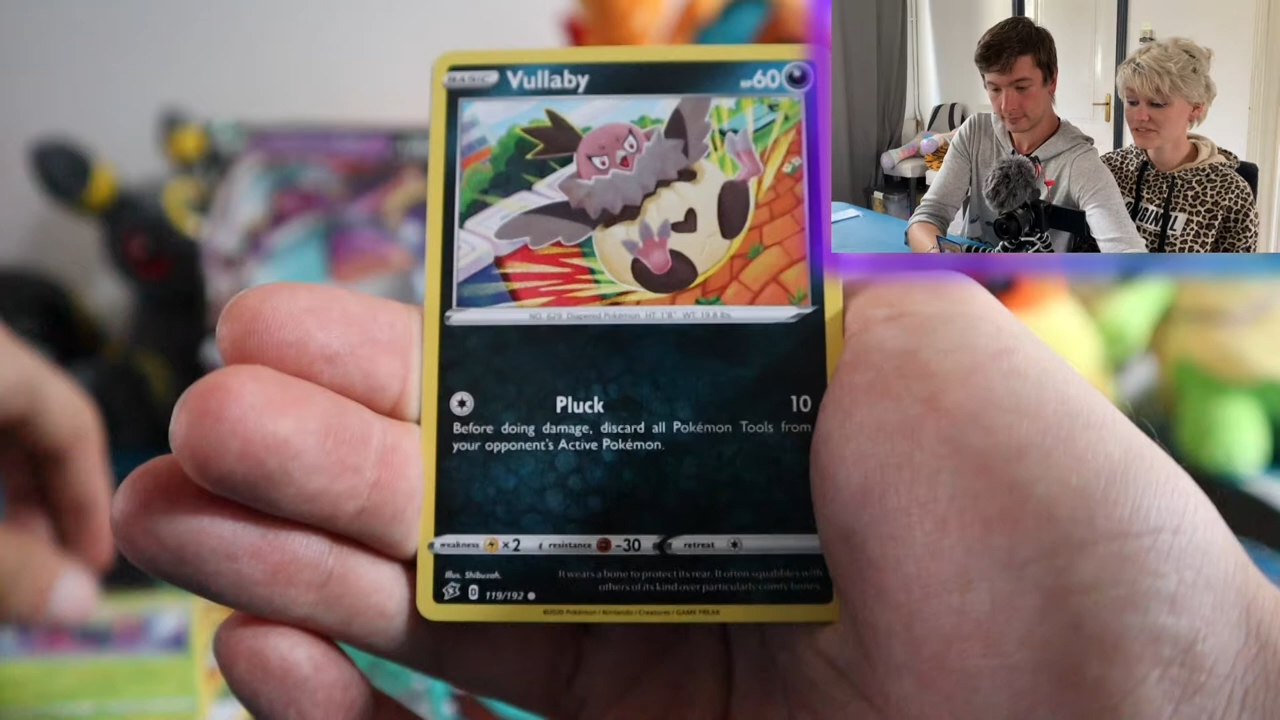 BASIC Vullaby HP60
NO. 629 Diapered Pokémon HT: 1'8" WT: 19.8 lbs.
Pluck 10
Before doing damage, discard all Pokémon Tools from
your opponent's Active Pokémon.
weakness ×2 resistance -30 retreat
Illus. Shibuzoh.
It wears a bone to protect its rear. It often squabbles with
others of its kind over particularly comfy bones.
D 119/192
©2020 Pokémon / Nintendo / Creatures / GAME FREAK